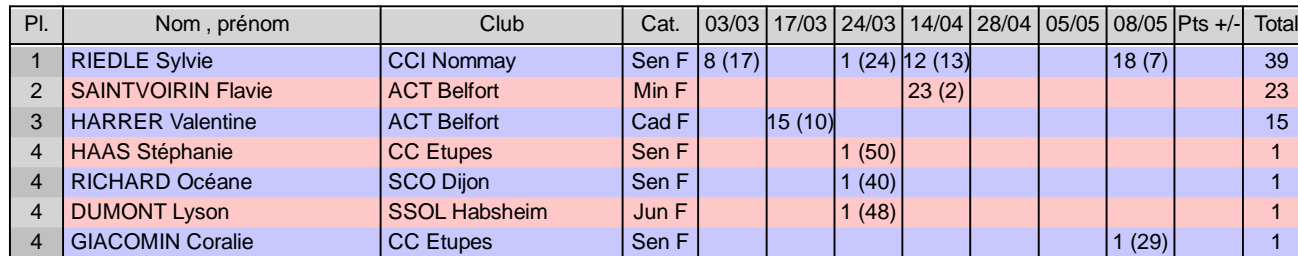 Pl. Nom , prénom Club Cat. 03/03 17/03 24/03 14/04 28/04 05/05 08/05 Pts +/- Total
1 RIEDLE Sylvie CCI Nommay Sen F 8 (17) 1 (24) 12 (13) 18 (7) 39
2 SAINTVOIRIN Flavie ACT Belfort Min F 23 (2) 23
3 HARRER Valentine ACT Belfort Cad F 15 (10) 15
4 HAAS Stéphanie CC Etupes Sen F 1 (50) 1
4 RICHARD Océane SCO Dijon Sen F 1 (40) 1
4 DUMONT Lyson SSOL Habsheim Jun F 1 (48) 1
4 GIACOMIN Coralie CC Etupes Sen F 1 (29) 1